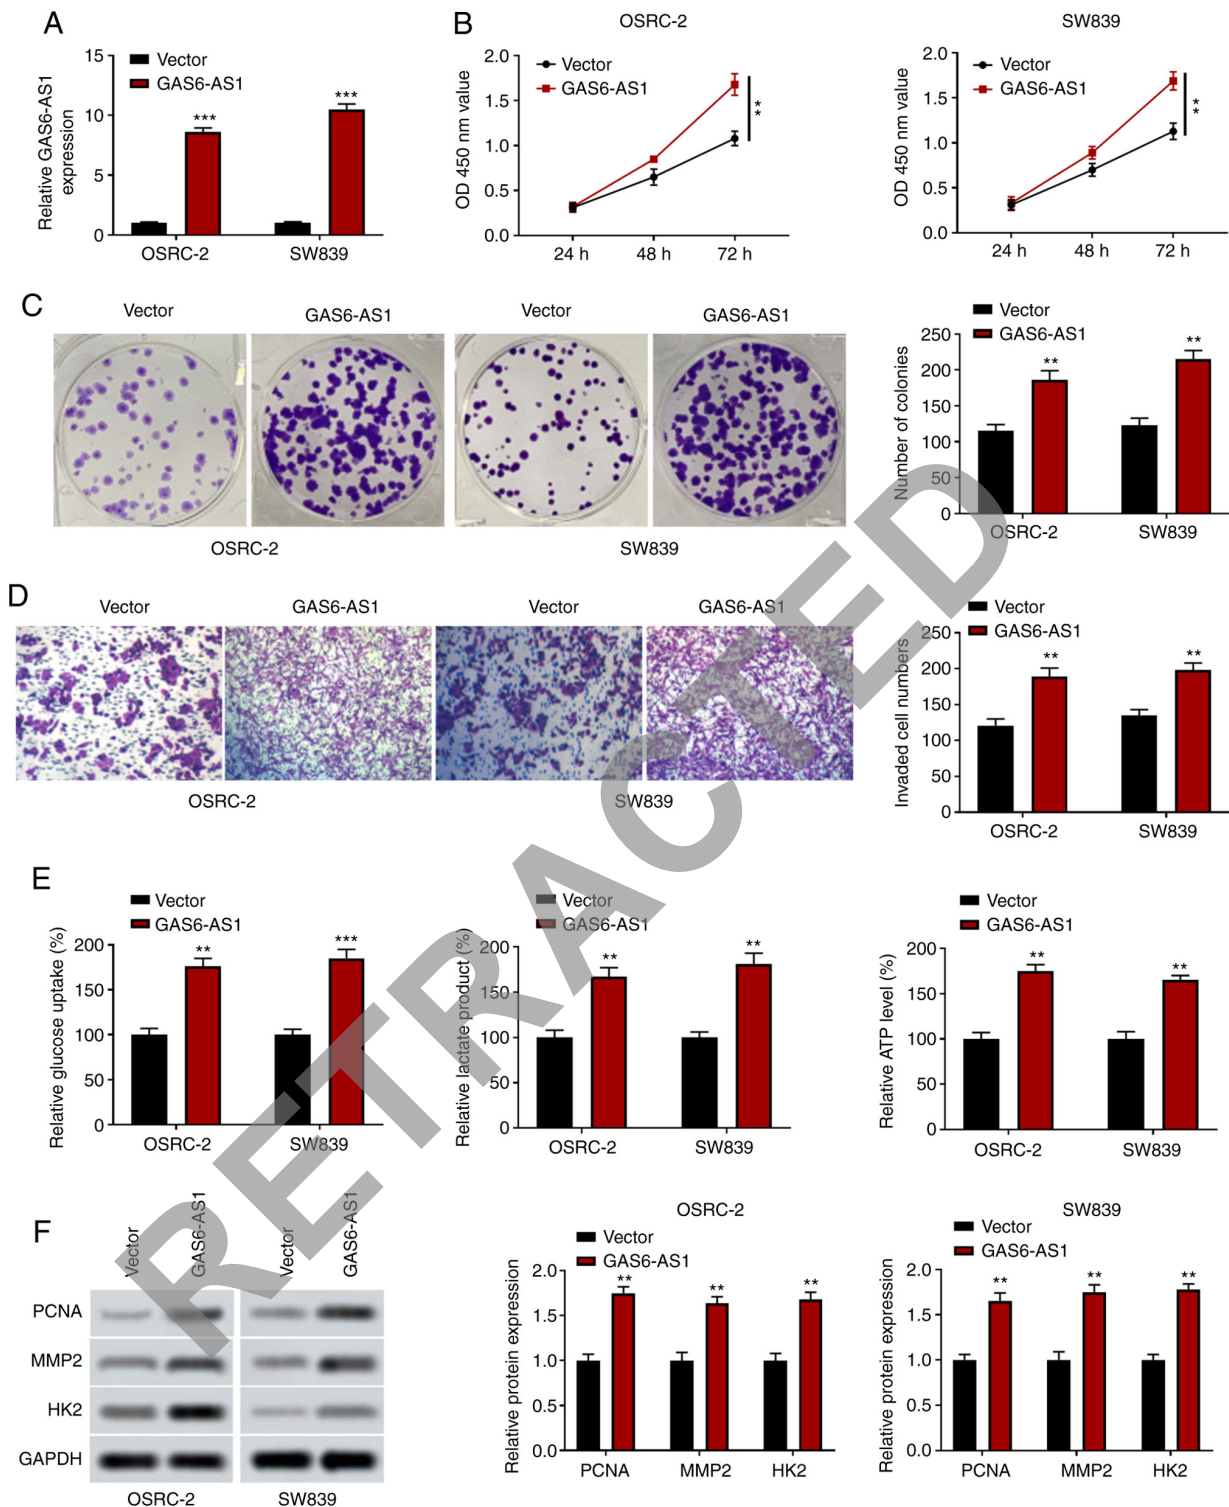 A
Vector
GAS6-AS1
Relative GAS6-AS1
expression
15
10
5
0
***
***
OSRC-2
SW839
B
OSRC-2
Vector
GAS6-AS1
OD 450 nm value
2.0
1.5
1.0
0.5
0.0
**
24 h
48 h
72 h
SW839
Vector
GAS6-AS1
OD 450 nm value
2.0
1.5
1.0
0.5
0.0
**
24 h
48 h
72 h
C
Vector
GAS6-AS1
Vector
GAS6-AS1
OSRC-2
SW839
Vector
GAS6-AS1
Number of colonies
250
200
150
100
50
0
**
**
OSRC-2
SW839
D
Vector
GAS6-AS1
Vector
GAS6-AS1
OSRC-2
SW839
Vector
GAS6-AS1
Invaded cell numbers
250
200
150
100
50
0
**
**
OSRC-2
SW839
E
Vector
GAS6-AS1
Relative glucose uptake (%)
200
150
100
50
0
**
***
OSRC-2
SW839
Vector
GAS6-AS1
Relative lactate product (%)
200
150
100
50
0
**
**
OSRC-2
SW839
Vector
GAS6-AS1
Relative ATP level (%)
200
150
100
50
0
**
**
OSRC-2
SW839
F
Vector
GAS6-AS1
Vector
GAS6-AS1
PCNA
MMP2
HK2
GAPDH
OSRC-2
SW839
OSRC-2
Vector
GAS6-AS1
Relative protein expression
2.0
1.5
1.0
0.5
0.0
**
**
**
PCNA
MMP2
HK2
SW839
Vector
GAS6-AS1
Relative protein expression
2.0
1.5
1.0
0.5
0.0
**
**
**
PCNA
MMP2
HK2
RETRACTED